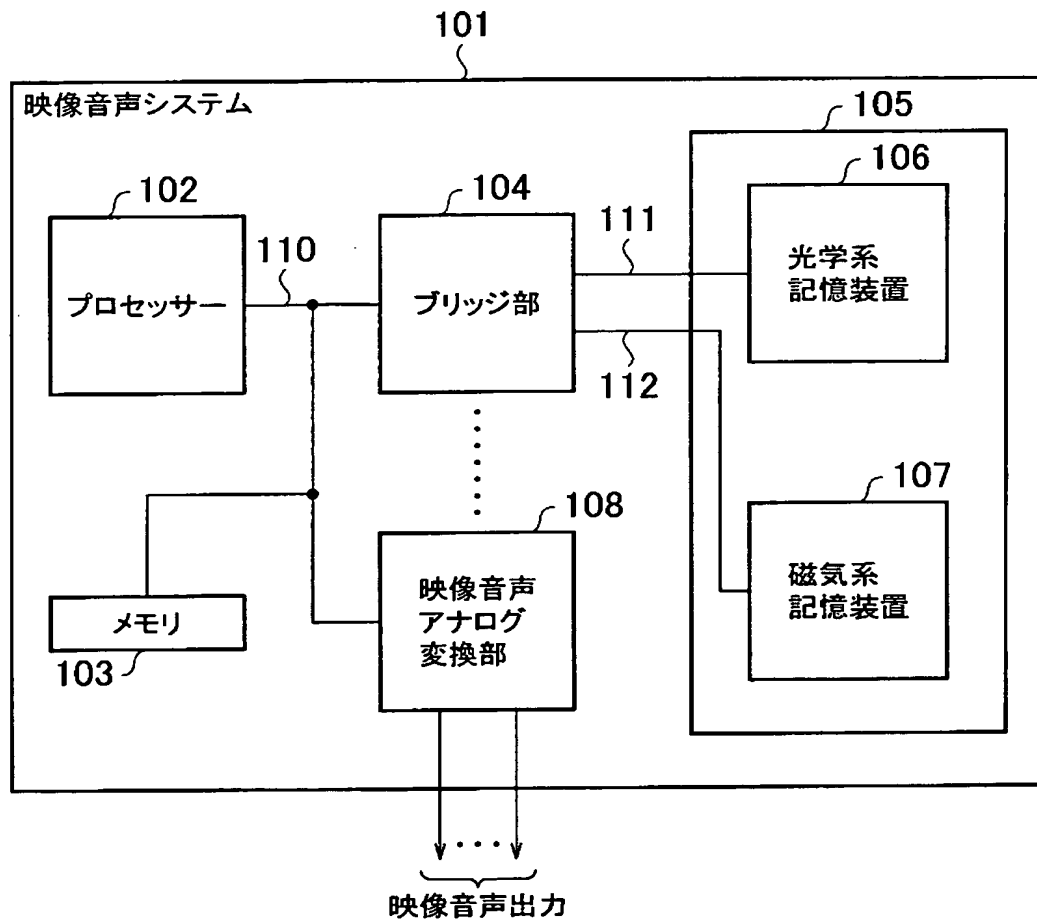 101
映像音声システム
105
102
104
106
110
111
プロセッサー
ブリッジ部
光学系
記憶装置
112
107
108
メモリ
103
映像音声
アナログ
変換部
磁気系
記憶装置
映像音声出力